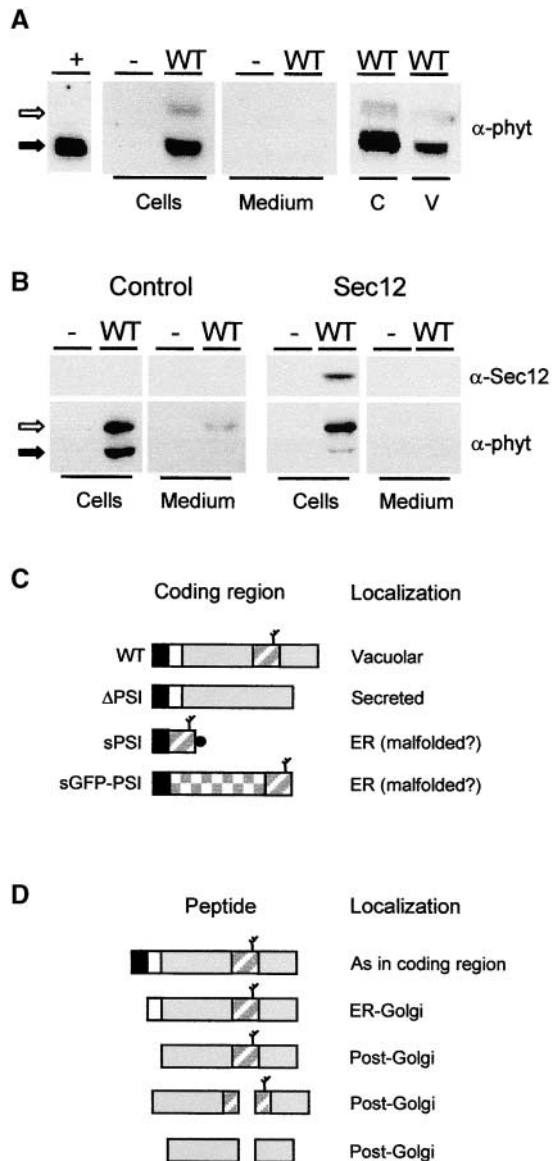 A
+ - WT - WT WT WT
α-phyt
Cells Medium C V
B
Control Sec12
- WT - WT - WT - WT
α-Sec12
α-phyt
Cells Medium Cells Medium
C
Coding region Localization
WT Vacuolar
ΔPSI Secreted
sPSI ER (malfolded?)
sGFP-PSI ER (malfolded?)
D
Peptide Localization
As in coding region
ER-Golgi
Post-Golgi
Post-Golgi
Post-Golgi